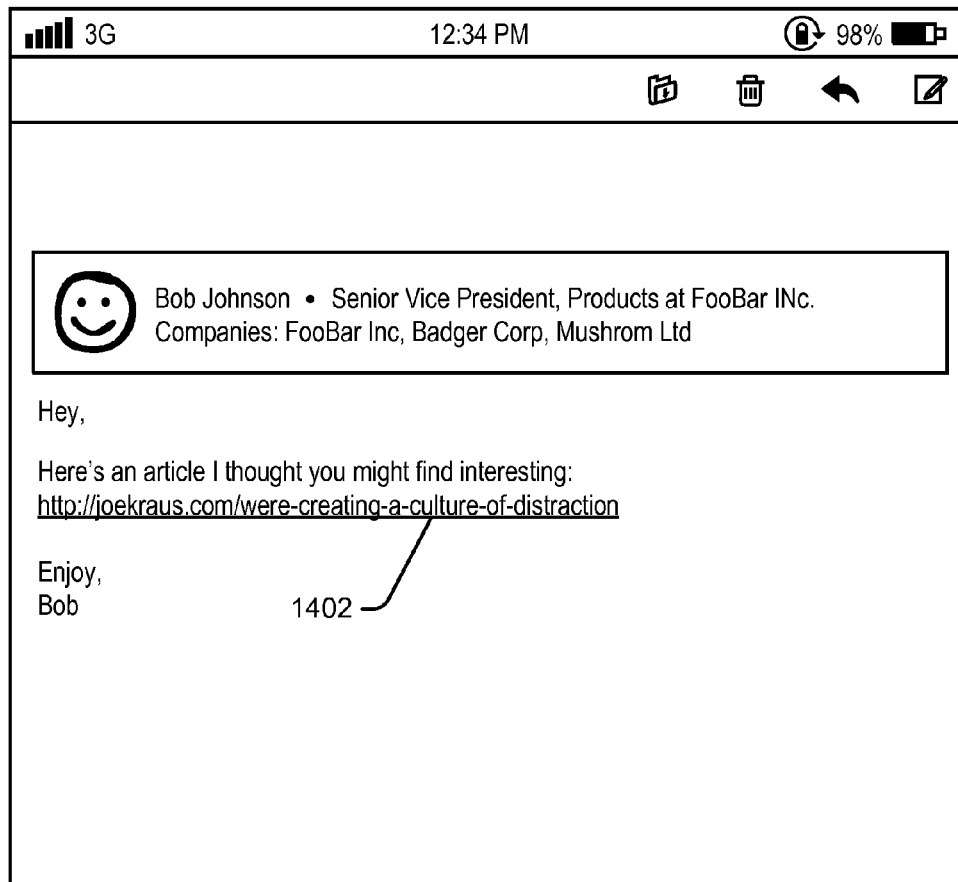 3G 12:34 PM 98%
Bob Johnson • Senior Vice President, Products at FooBar INc.
Companies: FooBar Inc, Badger Corp, Mushrom Ltd
Hey,
Here's an article I thought you might find interesting:
http://joekraus.com/were-creating-a-culture-of-distraction
Enjoy,
Bob
1402